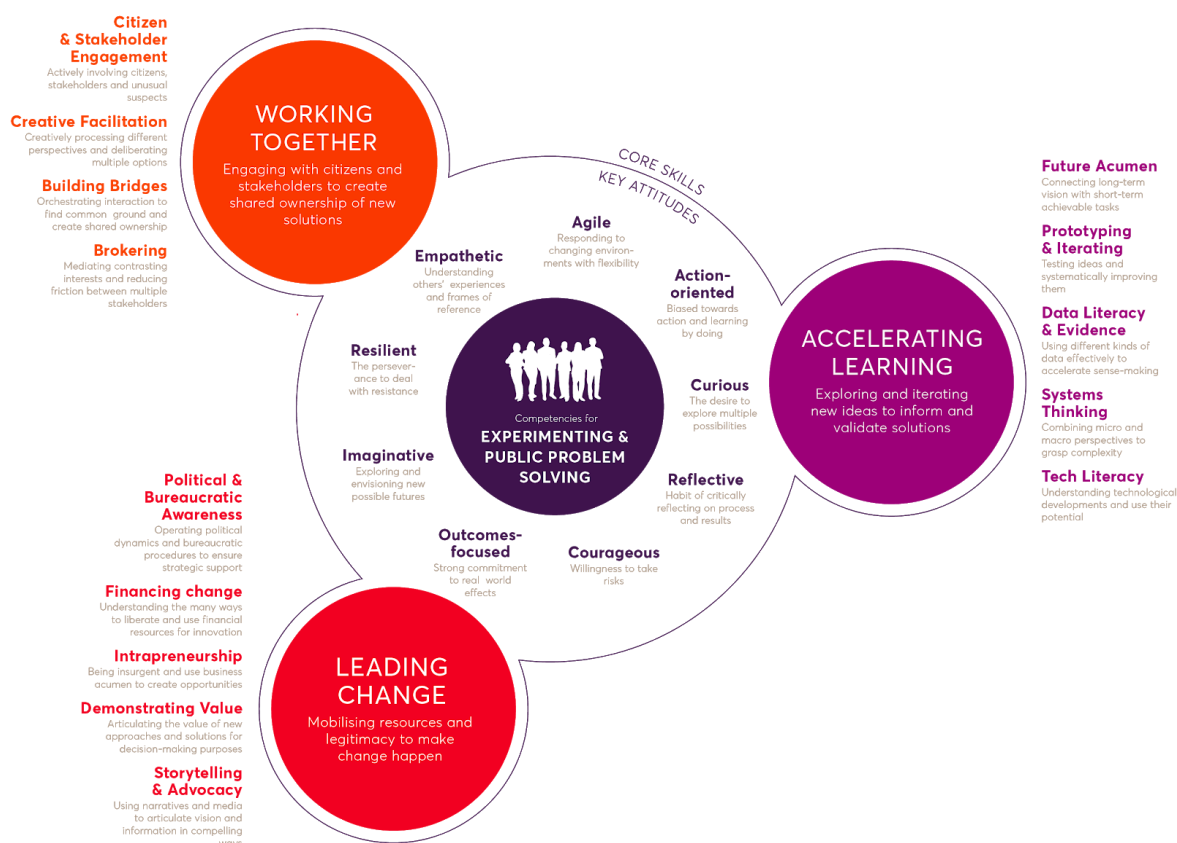 Citizen
& Stakeholder
Engagement
Actively involving citizens,
stakeholders and unusual
suspects
Creative Facilitation
Creatively processing different
perspectives and deliberating
multiple options
Building Bridges
Orchestrating interaction to
find common ground and
create shared ownership
Brokering
Mediating contrasting
interests and reducing
friction between multiple
stakeholders
WORKING
TOGETHER
Engaging with citizens and
stakeholders to create
shared ownership of new
solutions
CORE SKILLS
KEY ATTITUDES
Empathetic
Understanding
others' experiences
and frames of
reference
Agile
Responding to
changing environ-
ments with flexibility
Action-
oriented
Biased towards
action and learning
by doing
Resilient
The persever-
ance to deal
with resistance
Curious
The desire to
explore multiple
possibilities
Imaginative
Exploring and
envisioning new
possible futures
Reflective
Habit of critically
reflecting on process
and results
Outcomes-
focused
Strong commitment
to real world
effects
Courageous
Willingness to take
risks
Competencies for
EXPERIMENTING &
PUBLIC PROBLEM
SOLVING
ACCELERATING
LEARNING
Exploring and iterating
new ideas to inform and
validate solutions
Future Acumen
Connecting long-term
vision with short-term
achievable tasks
Prototyping
& Iterating
Testing ideas and
systematically improving
them
Data Literacy
& Evidence
Using different kinds of
data effectively to
accelerate sense-making
Systems
Thinking
Combining micro and
macro perspectives to
grasp complexity
Tech Literacy
Understanding technological
developments and use their
potential
Political &
Bureaucratic
Awareness
Operating political
dynamics and bureaucratic
procedures to ensure
strategic support
Financing change
Understanding the many ways
to liberate and use financial
resources for innovation
Intrapreneurship
Being insurgent and use business
acumen to create opportunities
Demonstrating Value
Articulating the value of new
approaches and solutions for
decision-making purposes
Storytelling
& Advocacy
Using narratives and media
to articulate vision and
information in compelling
LEADING
CHANGE
Mobilising resources and
legitimacy to make
change happen